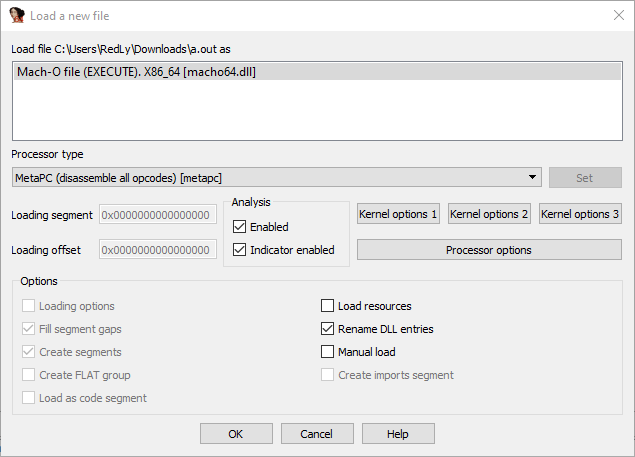 Load a new file
Load file C:\Users\RedLy\Downloads\a.out as
Mach-O file (EXECUTE). X86_64 [macho64.dll]
Processor type
MetaPC (disassemble all opcodes) [metapc]
Set
Loading segment 0x0000000000000000
Loading offset 0x0000000000000000
Analysis
Enabled
Indicator enabled
Kernel options 1 Kernel options 2 Kernel options 3
Processor options
Options
Loading options
Fill segment gaps
Create segments
Create FLAT group
Load as code segment
Load resources
Rename DLL entries
Manual load
Create imports segment
OK Cancel Help